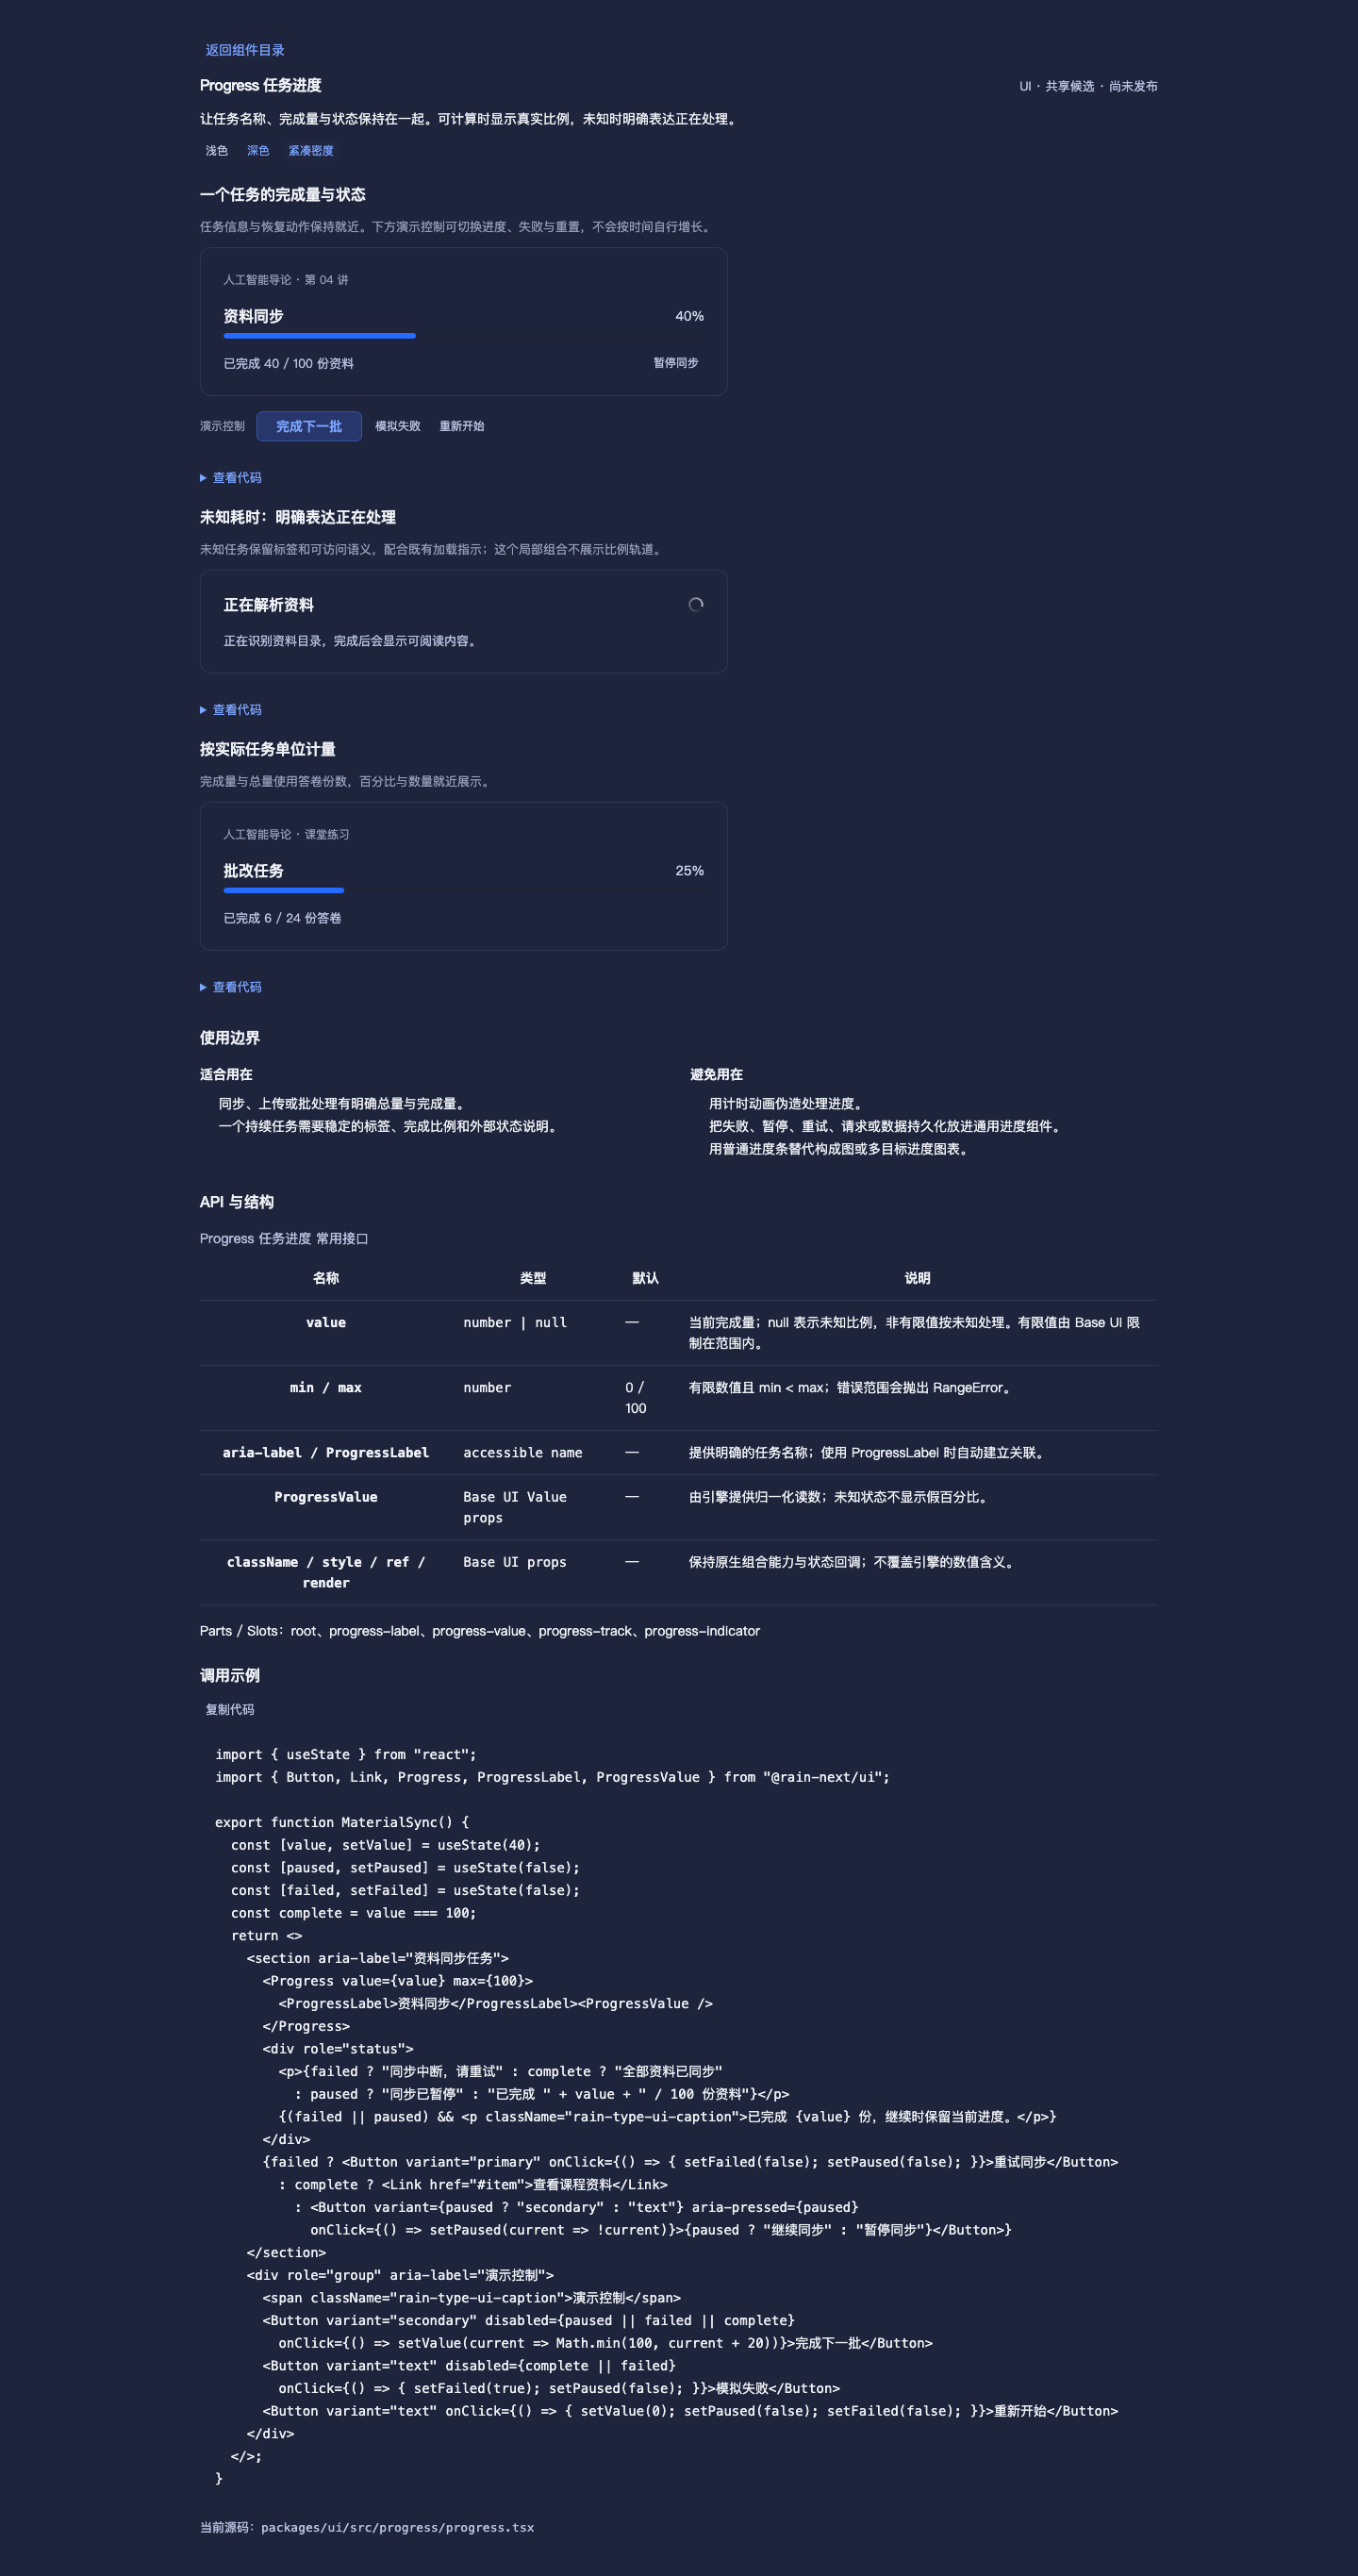 返回组件目录
Progress 任务进度
UI · 共享候选 · 尚未发布
让任务名称、完成量与状态保持在一起。可计算时显示真实比例，未知时明确表达正在处理。
浅色 深色 紧凑密度
一个任务的完成量与状态
任务信息与恢复动作保持就近。下方演示控制可切换进度、失败与重置，不会按时间自行增长。
人工智能导论 · 第 04 讲
资料同步 40%
已完成 40 / 100 份资料 暂停同步
演示控制 完成下一批 模拟失败 重新开始
▶ 查看代码
未知耗时：明确表达正在处理
未知任务保留标签和可访问语义，配合既有加载指示；这个局部组合不展示比例轨道。
正在解析资料
正在识别资料目录，完成后会显示可阅读内容。
▶ 查看代码
按实际任务单位计量
完成量与总量使用答卷份数，百分比与数量就近展示。
人工智能导论 · 课堂练习
批改任务 25%
已完成 6 / 24 份答卷
▶ 查看代码
使用边界
适合用在
同步、上传或批处理有明确总量与完成量。
一个持续任务需要稳定的标签、完成比例和外部状态说明。
避免用在
用计时动画伪造处理进度。
把失败、暂停、重试、请求或数据持久化放进通用进度组件。
用普通进度条替代构成图或多目标进度图表。
API 与结构
Progress 任务进度 常用接口
名称 类型 默认 说明
value number | null — 当前完成量；null 表示未知比例，非有限值按未知处理。有限值由 Base UI 限
制在范围内。
min / max number 0 / 有限数值且 min < max；错误范围会抛出 RangeError。
100
aria-label / ProgressLabel accessible name — 提供明确的任务名称；使用 ProgressLabel 时自动建立关联。
ProgressValue Base UI Value — 由引擎提供归一化读数；未知状态不显示假百分比。
props
className / style / ref / Base UI props — 保持原生组合能力与状态回调；不覆盖引擎的数值含义。
render
Parts / Slots：root、progress-label、progress-value、progress-track、progress-indicator
调用示例
复制代码
import { useState } from "react";
import { Button, Link, Progress, ProgressLabel, ProgressValue } from "@rain-next/ui";
export function MaterialSync() {
  const [value, setValue] = useState(40);
  const [paused, setPaused] = useState(false);
  const [failed, setFailed] = useState(false);
  const complete = value === 100;
  return <>
    <section aria-label="资料同步任务">
      <Progress value={value} max={100}>
        <ProgressLabel>资料同步</ProgressLabel><ProgressValue />
      </Progress>
      <div role="status">
        <p>{failed ? "同步中断，请重试" : complete ? "全部资料已同步"
          : paused ? "同步已暂停" : "已完成 " + value + " / 100 份资料"}</p>
        {(failed || paused) && <p className="rain-type-ui-caption">已完成 {value} 份，继续时保留当前进度。</p>}
      </div>
      {failed ? <Button variant="primary" onClick={() => { setFailed(false); setPaused(false); }}>重试同步</Button>
        : complete ? <Link href="#item">查看课程资料</Link>
          : <Button variant={paused ? "secondary" : "text"} aria-pressed={paused}
            onClick={() => setPaused(current => !current)}>{paused ? "继续同步" : "暂停同步"}</Button>}
    </section>
    <div role="group" aria-label="演示控制">
      <span className="rain-type-ui-caption">演示控制</span>
      <Button variant="secondary" disabled={paused || failed || complete}
        onClick={() => setValue(current => Math.min(100, current + 20))}>完成下一批</Button>
      <Button variant="text" disabled={complete || failed}
        onClick={() => { setFailed(true); setPaused(false); }}>模拟失败</Button>
      <Button variant="text" onClick={() => { setValue(0); setPaused(false); setFailed(false); }}>重新开始</Button>
    </div>
  </>;
}
当前源码：packages/ui/src/progress/progress.tsx